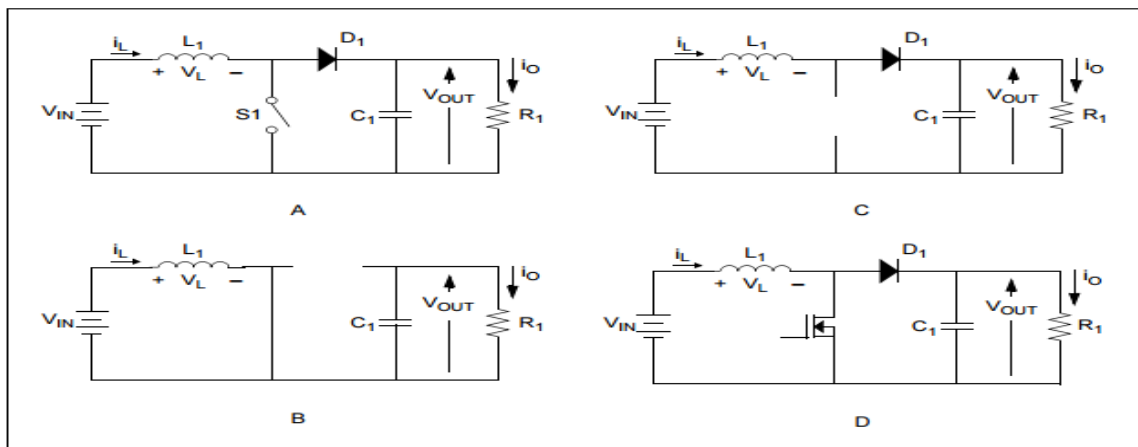 iL L1 D1
+ VL − iO
VIN S1 C1 VOUT R1
A
iL L1 D1
+ VL − iO
VIN C1 VOUT R1
C
iL L1
+ VL − iO
VIN C1 VOUT R1
B
iL L1 D1
+ VL − iO
VIN C1 VOUT R1
D